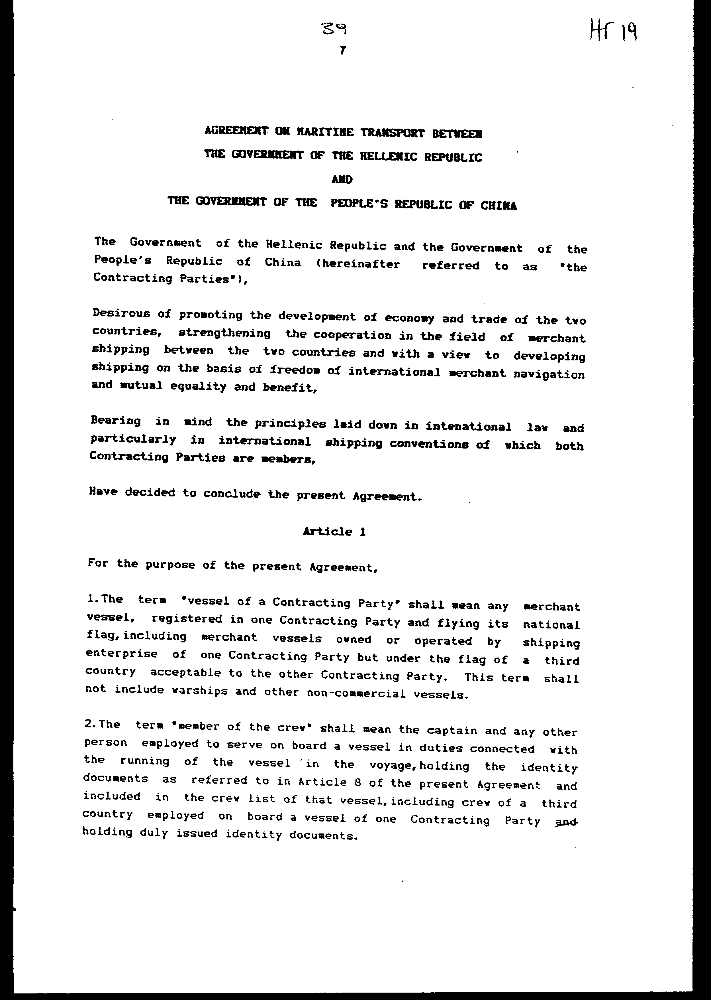 39
Hr 19
7
AGREEMENT ON MARITIME TRANSPORT BETWEEN
THE GOVERNMENT OF THE HELLENIC REPUBLIC
AND
THE GOVERNMENT OF THE PEOPLE'S REPUBLIC OF CHINA
The Government of the Hellenic Republic and the Government of the
People's Republic of China (hereinafter referred to as "the
Contracting Parties"),
Desirous of promoting the development of economy and trade of the two
countries, strengthening the cooperation in the field of merchant
shipping between the two countries and with a view to developing
shipping on the basis of freedom of international merchant navigation
and mutual equality and benefit,
Bearing in mind the principles laid down in intenational law and
particularly in international shipping conventions of which both
Contracting Parties are members,
Have decided to conclude the present Agreement.
Article 1
For the purpose of the present Agreement,
1.The term "vessel of a Contracting Party" shall mean any merchant
vessel, registered in one Contracting Party and flying its national
flag,including merchant vessels owned or operated by shipping
enterprise of one Contracting Party but under the flag of a third
country acceptable to the other Contracting Party. This term shall
not include warships and other non-commercial vessels.
2.The term "member of the crew" shall mean the captain and any other
person employed to serve on board a vessel in duties connected with
the running of the vessel in the voyage,holding the identity
documents as referred to in Article 8 of the present Agreement and
included in the crew list of that vessel,including crew of a third
country employed on board a vessel of one Contracting Party and
holding duly issued identity documents.